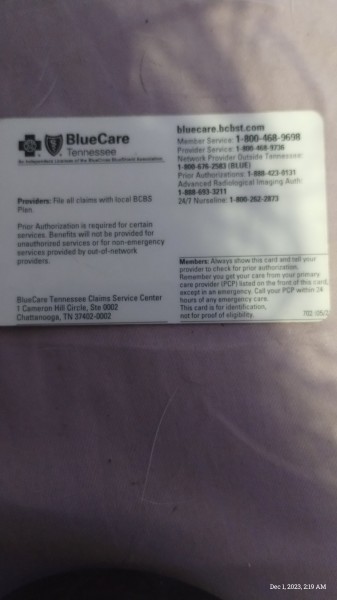 BlueCare
Tennessee
An Independent Licensee of the BlueCross BlueShield Association
Providers: File all claims with local BCBS
Plan.
Prior Authorization is required for certain
services. Benefits will not be provided for
unauthorized services or for non-emergency
services provided by out-of-network
providers.
BlueCare Tennessee Claims Service Center
1 Cameron Hill Circle, Ste 0002
Chattanooga, TN 37402-0002
bluecare.bcbst.com
Member Service: 1-800-468-9698
Provider Service: 1-800-468-9736
Network Provider Outside Tennessee:
1-800-676-2583 (BLUE)
Prior Authorizations: 1-888-423-0131
Advanced Radiological Imaging Auth:
1-888-693-3211
24/7 Nurseline: 1-800-262-2873
Members: Always show this card and tell your
provider to check for prior authorization.
Remember you get your care from your primary
care provider (PCP) listed on the front of this card,
except in an emergency. Call your PCP within 24
hours of any emergency care.
This card is for identification,
not for proof of eligibility.
Dec 1, 2023, 2:19 AM